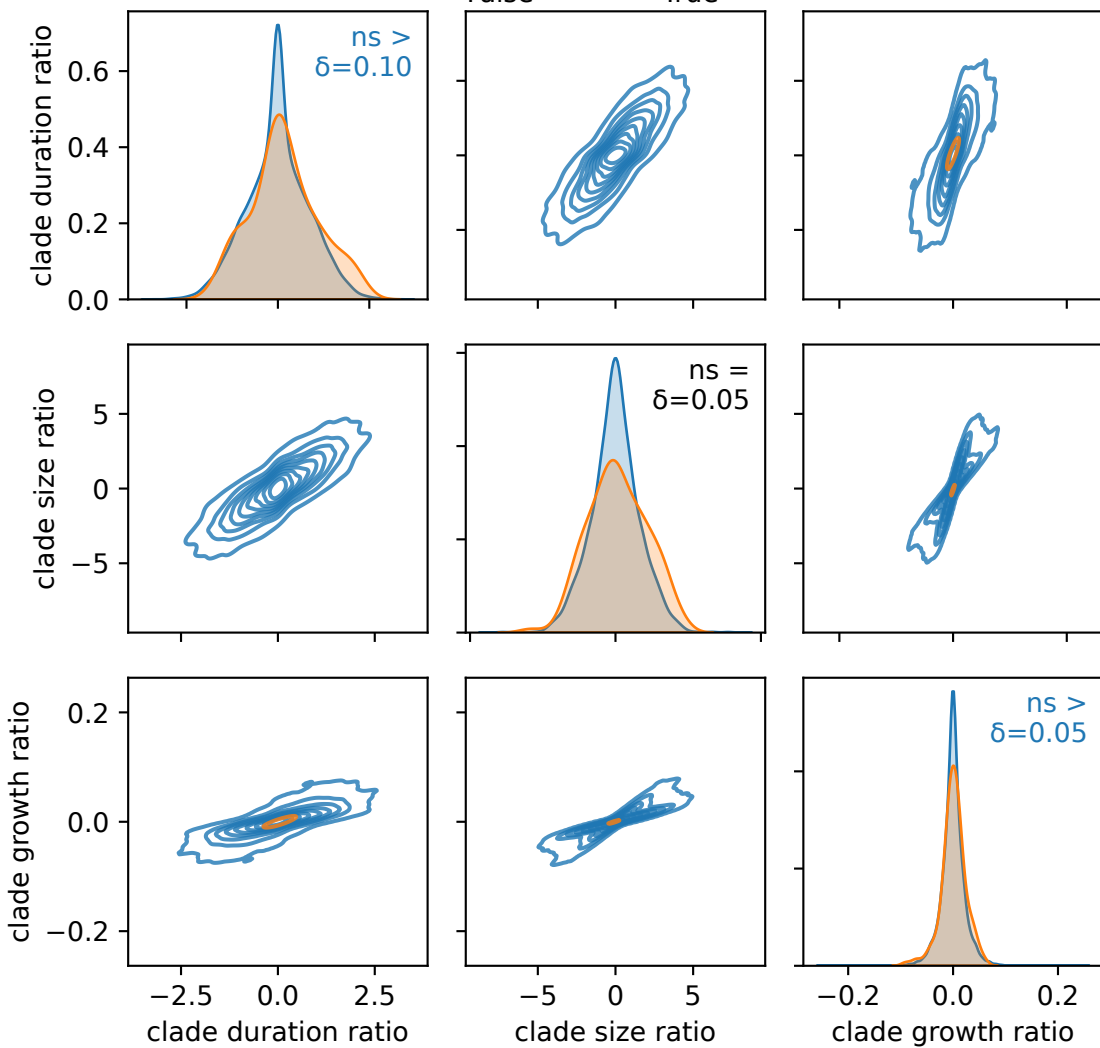 ns >
δ=0.10
clade duration ratio
0.6
0.4
0.2
0.0
ns =
δ=0.05
clade size ratio
5
0
−5
ns >
δ=0.05
clade growth ratio
0.2
0.0
−0.2
−2.5 0.0 2.5
−5 0 5
−0.2 0.0 0.2
clade duration ratio
clade size ratio
clade growth ratio